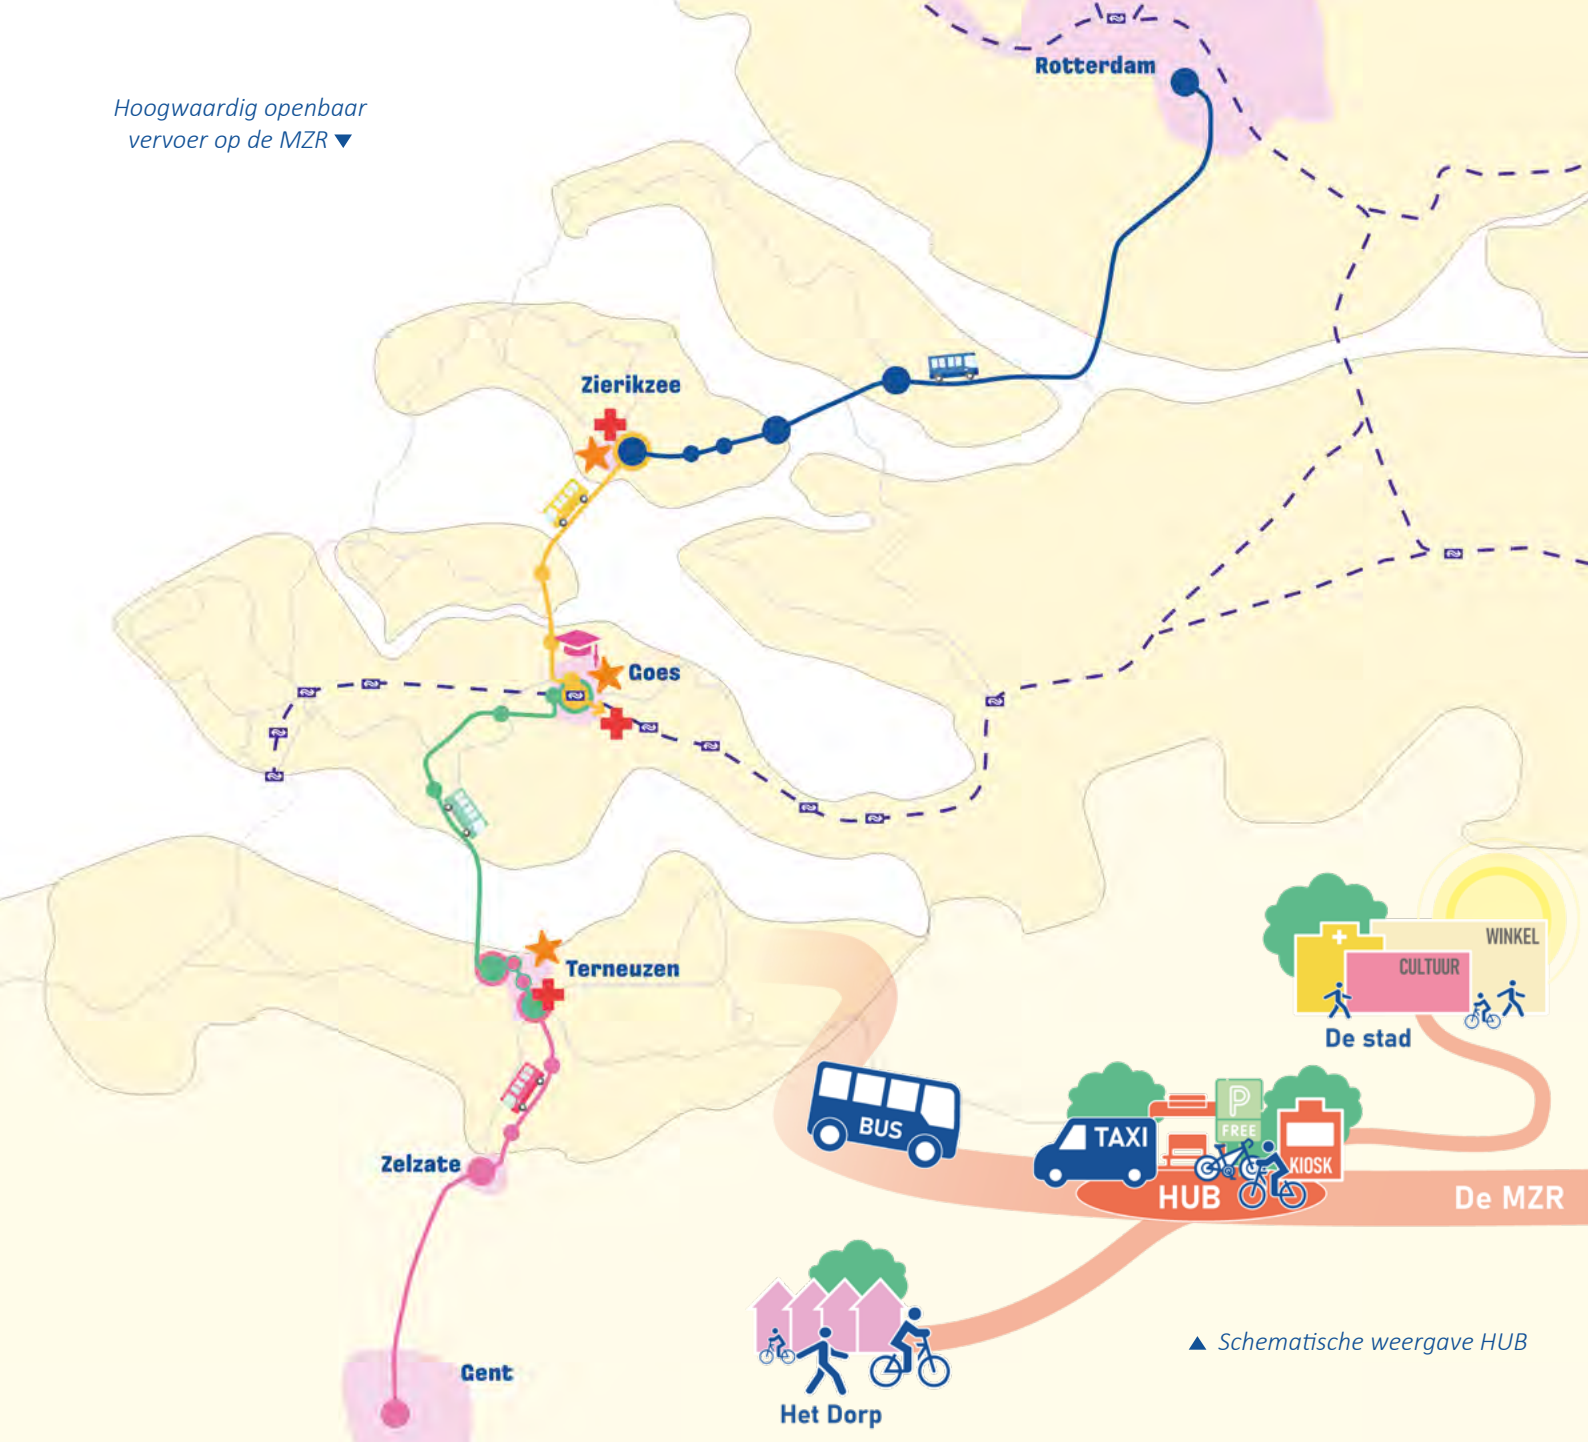 Rotterdam
Hoogwaardig openbaar
vervoer op de MZR ▼
Zierikzee
Goes
Terneuzen
WINKEL
CULTUUR
De stad
BUS
TAXI
P
FREE
KIOSK
Zelzate
HUB
De MZR
▲ Schematische weergave HUB
Gent
Het Dorp